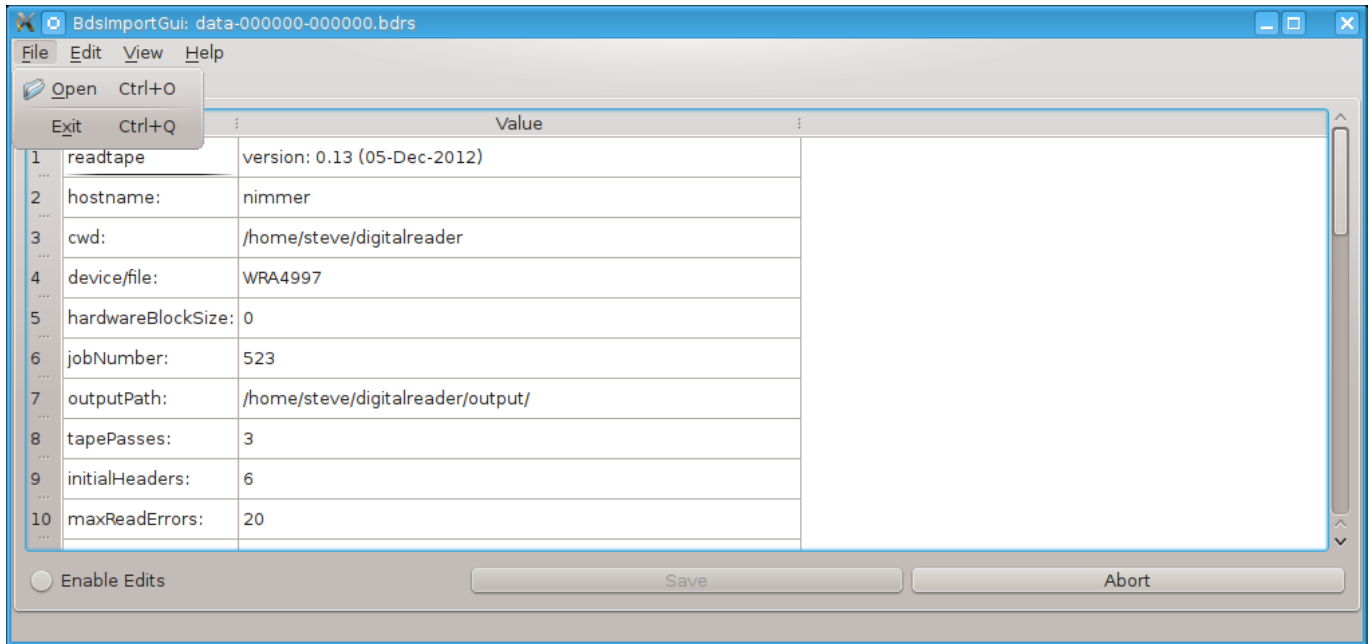 BdsImportGui: data-000000-000000.bdrs
File Edit View Help
Open Ctrl+O
Exit Ctrl+Q
Value
1 readtape version: 0.13 (05-Dec-2012)
...
2 hostname: nimmer
...
3 cwd: /home/steve/digitalreader
...
4 device/file: WRA4997
...
5 hardwareBlockSize: 0
...
6 jobNumber: 523
...
7 outputPath: /home/steve/digitalreader/output/
...
8 tapePasses: 3
...
9 initialHeaders: 6
...
10 maxReadErrors: 20
...
Enable Edits Save Abort